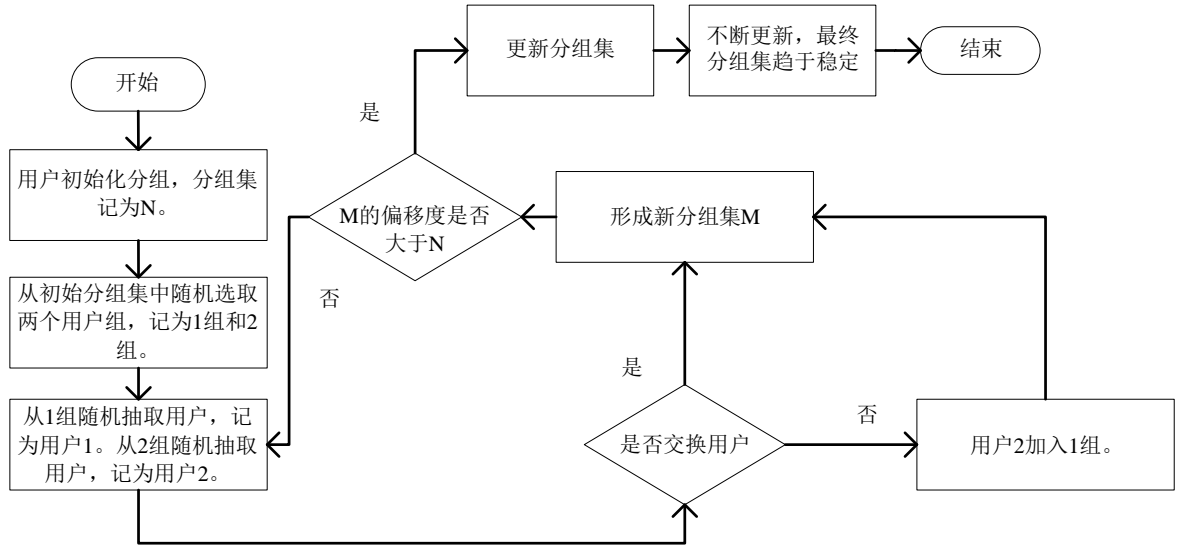 开始
用户初始化分组，分组集
记为N。
从初始分组集中随机选取
两个用户组，记为1组和2
组。
从1组随机抽取用户，记
为用户1。从2组随机抽取
用户，记为用户2。
是否交换用户
是
否
用户2加入1组。
形成新分组集M
M的偏移度是否
大于N
是
否
更新分组集
不断更新，最终
分组集趋于稳定
结束